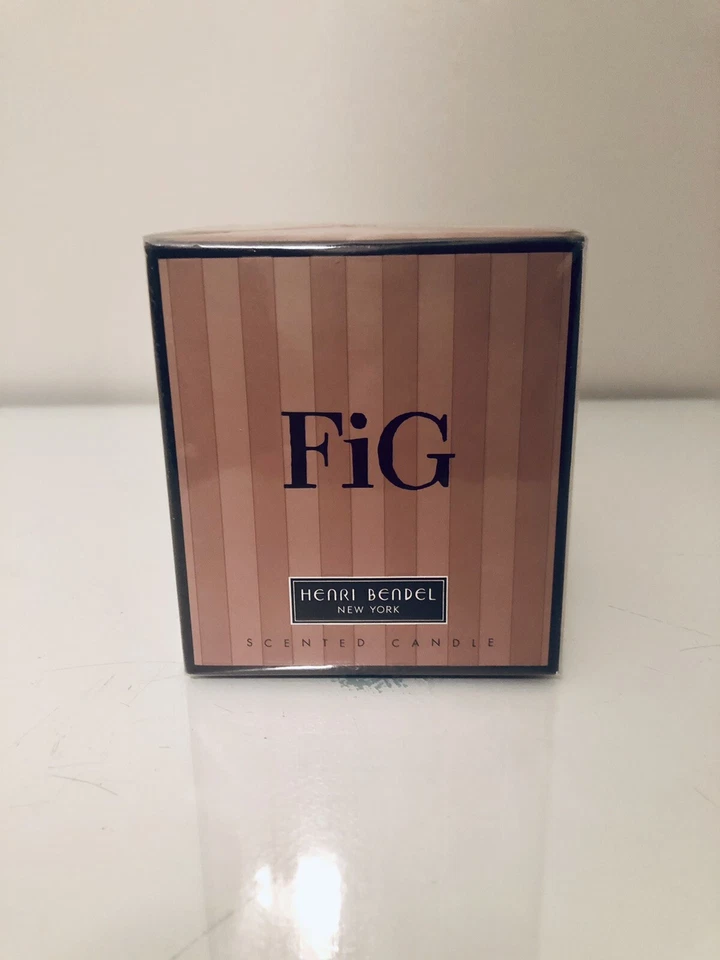 FiG
HENRI BENDEL
NEW YORK
SCENTED CANDLE